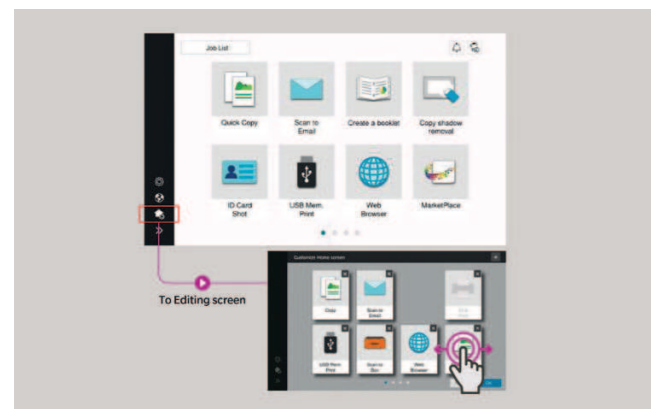 Job List
Quick Copy
Scan to
Email
Create a booklet
Copy shadow
removal
ID Card
Shot
USB Mem.
Print
Web
Browser
MarketPlace
To Editing screen
Customize Home screen
Copy
Scan to
Email
USB Mem.
Print
Scan to
Box
Web
Browser